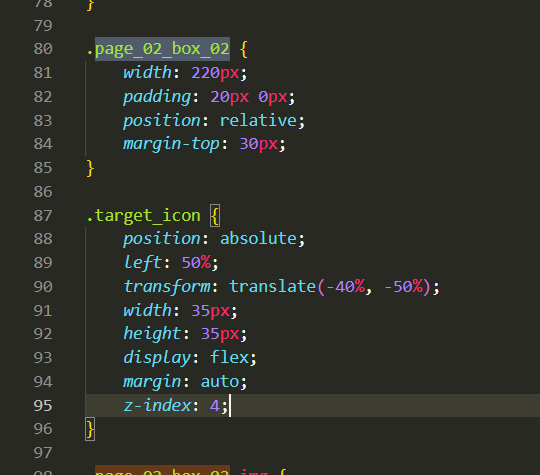 78 }
79
80 .page_02_box_02 {
81 width: 220px;
82 padding: 20px 0px;
83 position: relative;
84 margin-top: 30px;
85 }
86
87 .target_icon {
88 position: absolute;
89 left: 50%;
90 transform: translate(-40%, -50%);
91 width: 35px;
92 height: 35px;
93 display: flex;
94 margin: auto;
95 z-index: 4;
96 }
97
98 .page_02_box_02 img {